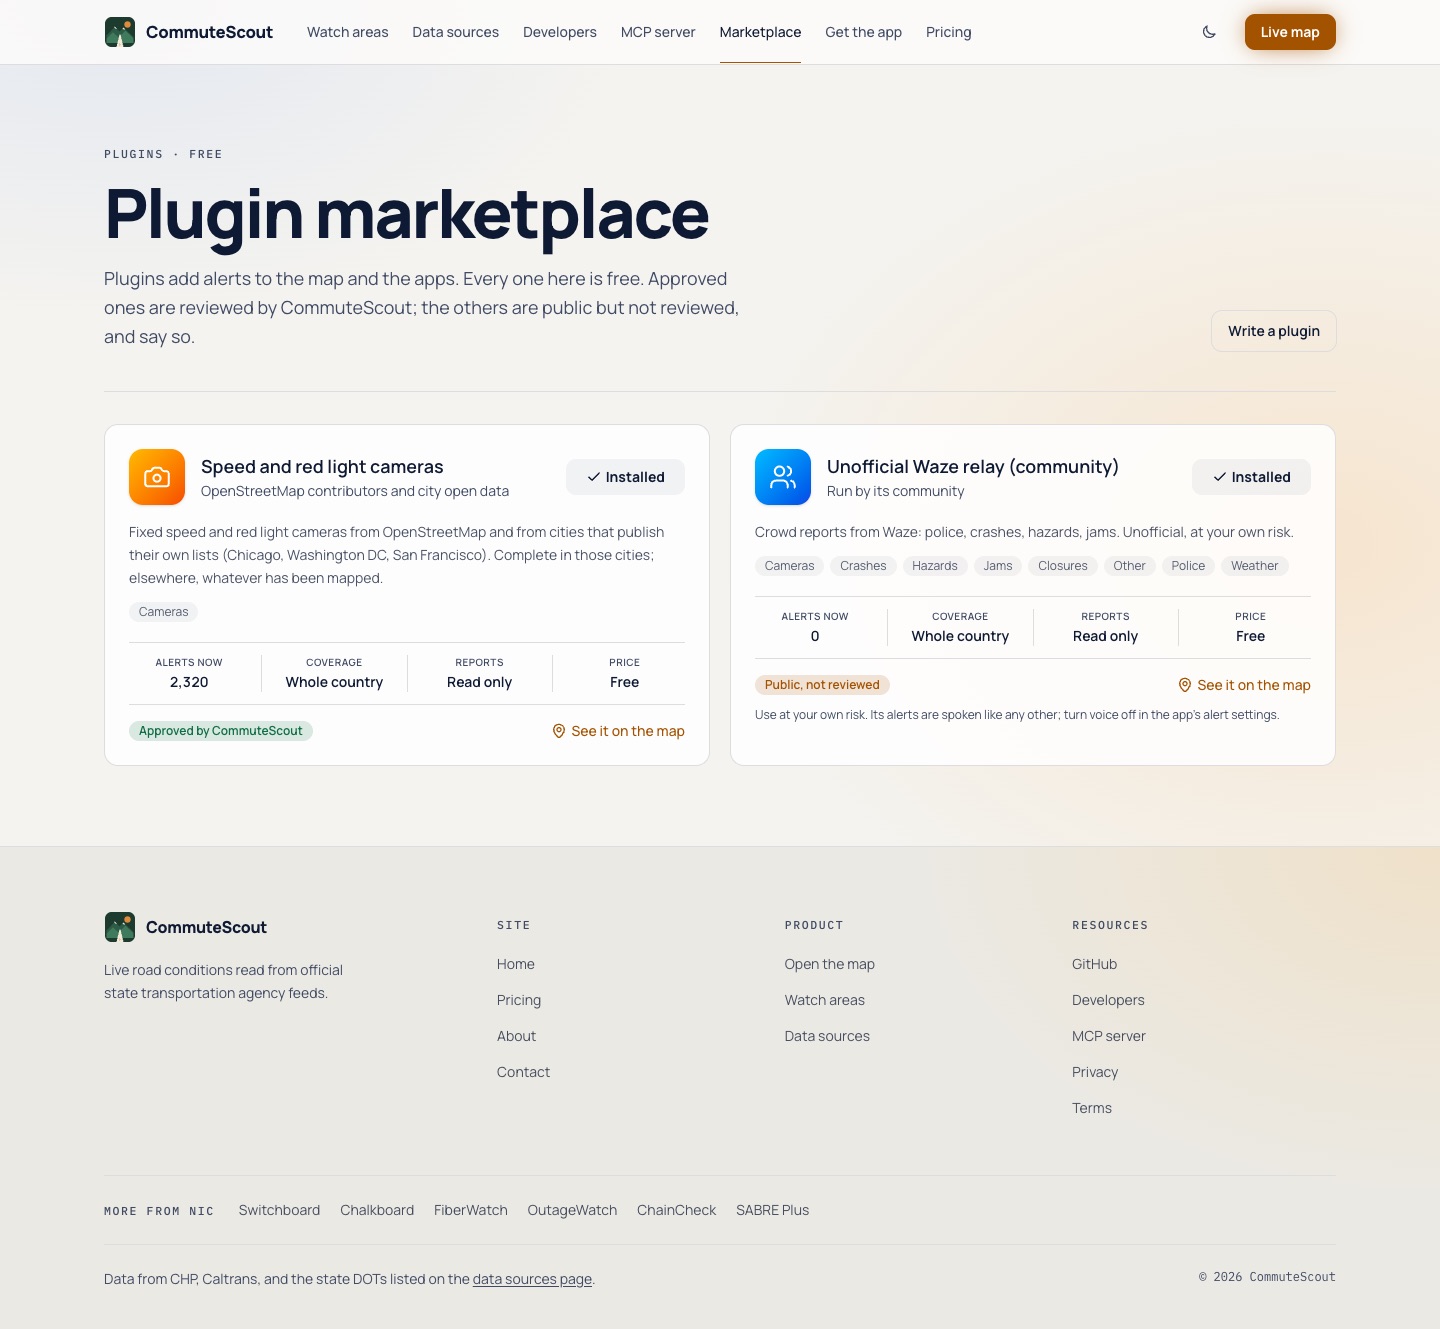 CommuteScout
Watch areas
Data sources
Developers
MCP server
Marketplace
Get the app
Pricing
Live map
PLUGINS · FREE
Plugin marketplace
Plugins add alerts to the map and the apps. Every one here is free. Approved
ones are reviewed by CommuteScout; the others are public but not reviewed,
and say so.
Write a plugin
Speed and red light cameras
OpenStreetMap contributors and city open data
Installed
Fixed speed and red light cameras from OpenStreetMap and from cities that publish
their own lists (Chicago, Washington DC, San Francisco). Complete in those cities;
elsewhere, whatever has been mapped.
Cameras
ALERTS NOW
2,320
COVERAGE
Whole country
REPORTS
Read only
PRICE
Free
Approved by CommuteScout
See it on the map
Unofficial Waze relay (community)
Run by its community
Installed
Crowd reports from Waze: police, crashes, hazards, jams. Unofficial, at your own risk.
Cameras
Crashes
Hazards
Jams
Closures
Other
Police
Weather
ALERTS NOW
0
COVERAGE
Whole country
REPORTS
Read only
PRICE
Free
Public, not reviewed
See it on the map
Use at your own risk. Its alerts are spoken like any other; turn voice off in the app's alert settings.
CommuteScout
Live road conditions read from official
state transportation agency feeds.
SITE
Home
Pricing
About
Contact
PRODUCT
Open the map
Watch areas
Data sources
RESOURCES
GitHub
Developers
MCP server
Privacy
Terms
MORE FROM NIC
Switchboard
Chalkboard
FiberWatch
OutageWatch
ChainCheck
SABRE Plus
Data from CHP, Caltrans, and the state DOTs listed on the data sources page.
© 2026 CommuteScout